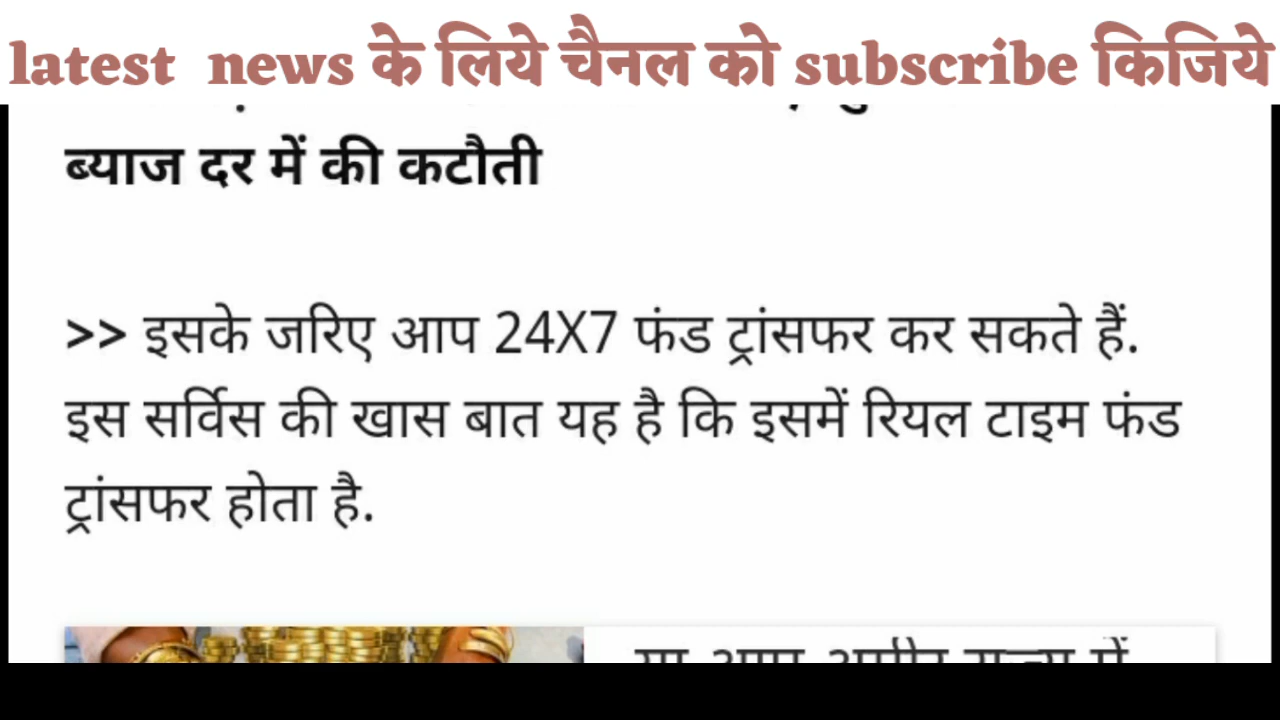 latest news के लिये चैनल को subscribe किजिये
ब्याज दर में की कटौती
>> इसके जरिए आप 24X7 फंड ट्रांसफर कर सकते हैं.
इस सर्विस की खास बात यह है कि इसमें रियल टाइम फंड
ट्रांसफर होता है.